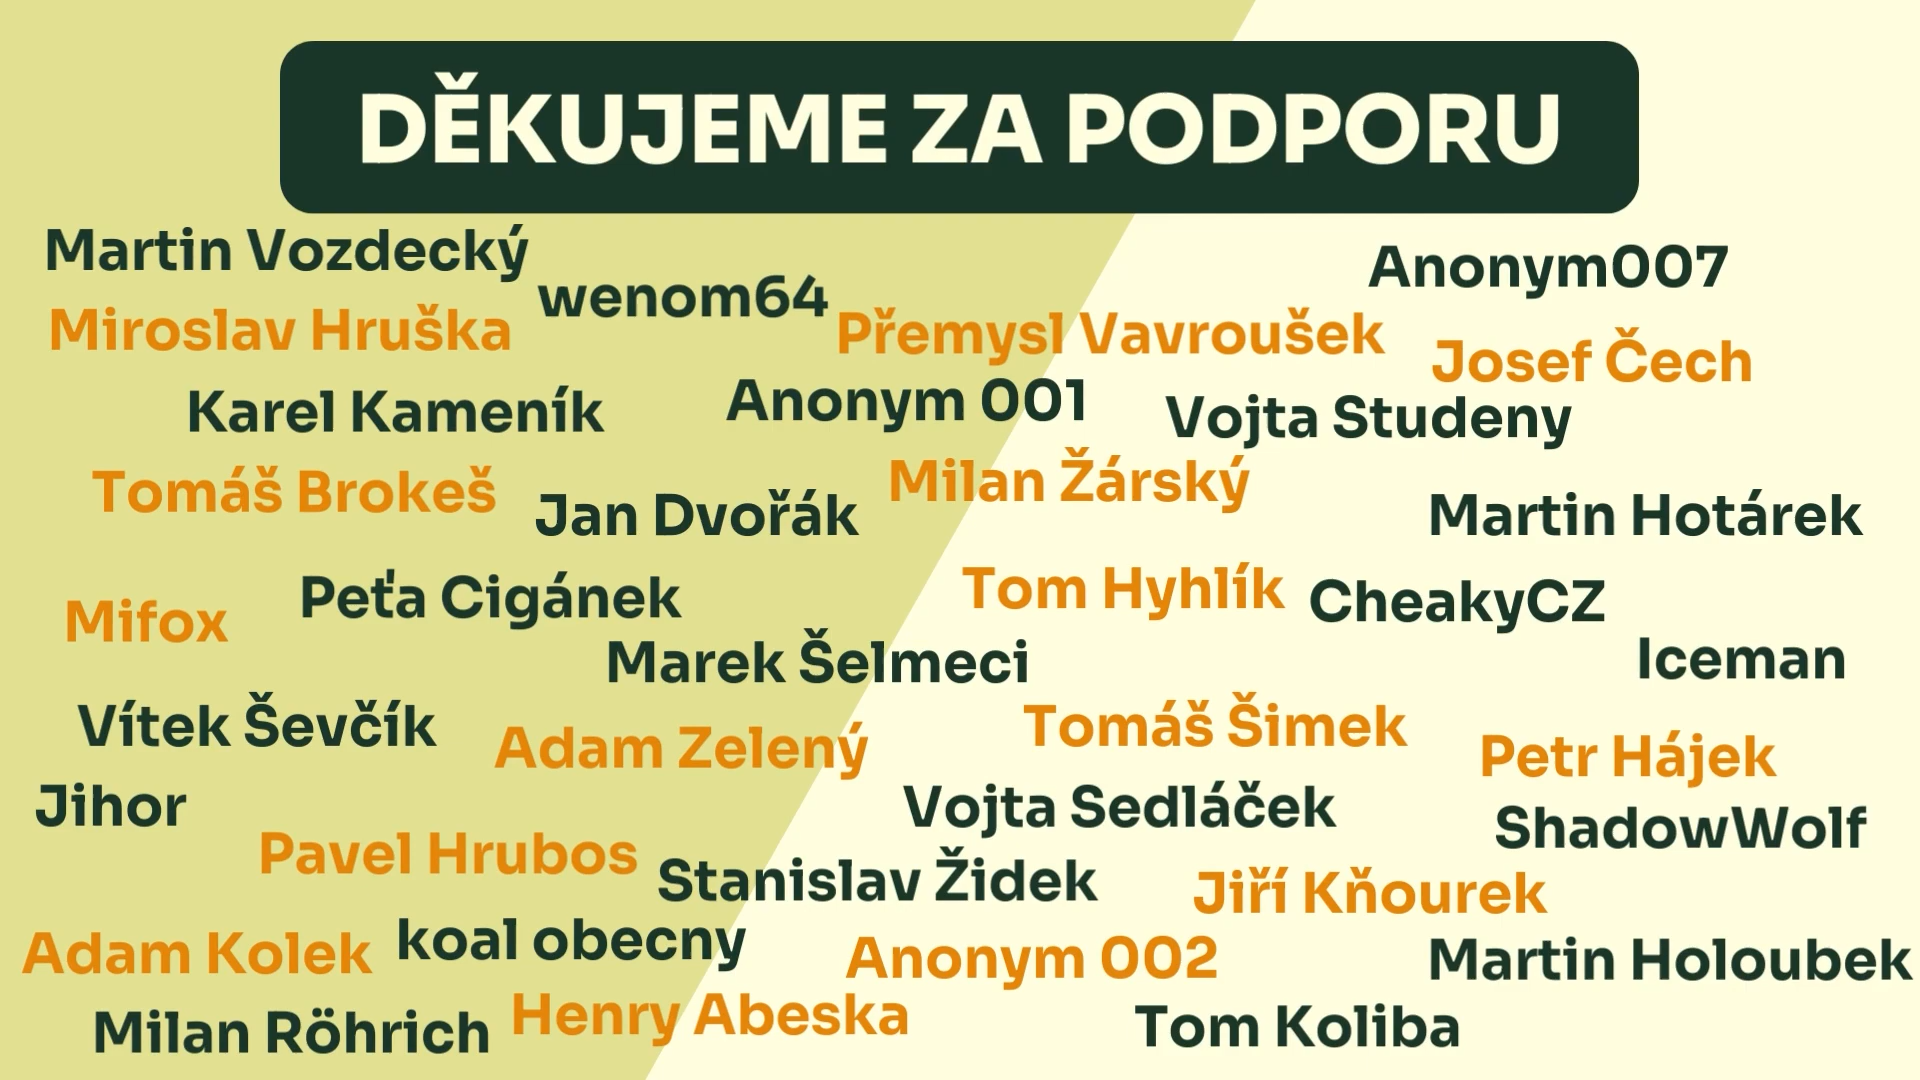 DĚKUJEME ZA PODPORU
Martin Vozdecký
Anonym007
wenom64
Miroslav Hruška
Přemysl Vavroušek
Josef Čech
Karel Kameník
Anonym 001
Vojta Studeny
Tomáš Brokeš
Jan Dvořák
Milan Žárský
Martin Hotárek
Mifox
Peťa Cigánek
Tom Hyhlík
CheakyCZ
Marek Šelmeci
Iceman
Vítek Ševčík
Adam Zelený
Tomáš Šimek
Petr Hájek
Jihor
Vojta Sedláček
ShadowWolf
Pavel Hrubos
Stanislav Židek
Jiří Kňourek
Adam Kolek
koal obecny
Anonym 002
Martin Holoubek
Milan Röhrich
Henry Abeska
Tom Koliba